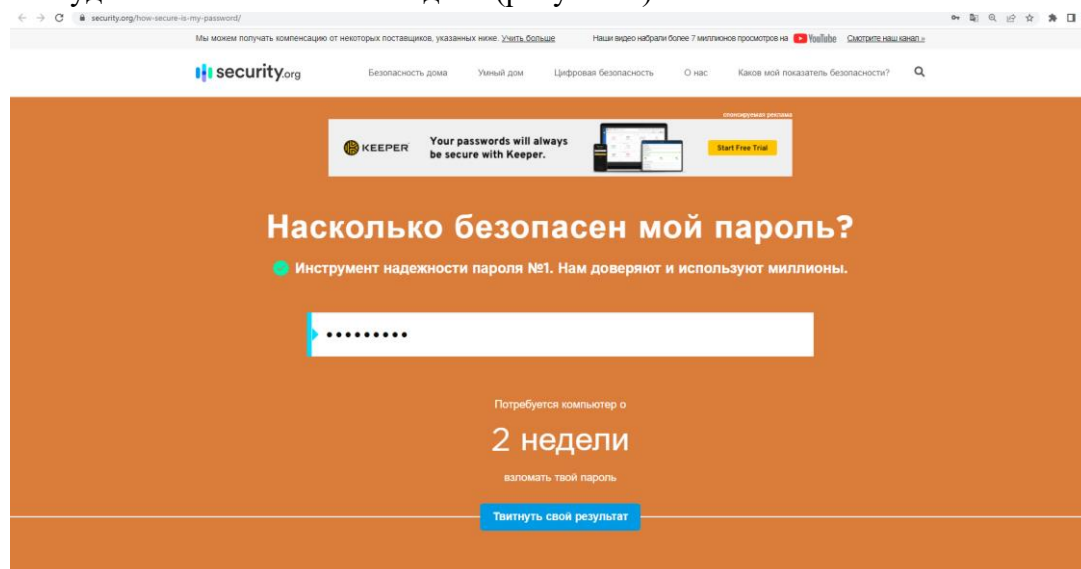 security.org/how-secure-is-my-password/
Мы можем получать компенсацию от некоторых поставщиков, указанных ниже. Учить больше Наши видео набрали более 7 миллионов просмотров на YouTube Смотрите наш канал »
security.org Безопасность дома Умный дом Цифровая безопасность О нас Каков мой показатель безопасности?
спонсируемая реклама
KEEPER Your passwords will always be secure with Keeper. Start Free Trial
Насколько безопасен мой пароль?
Инструмент надежности пароля №1. Нам доверяют и используют миллионы.
•••••••••
Потребуется компьютер о
2 недели
взломать твой пароль
Твитнуть свой результат